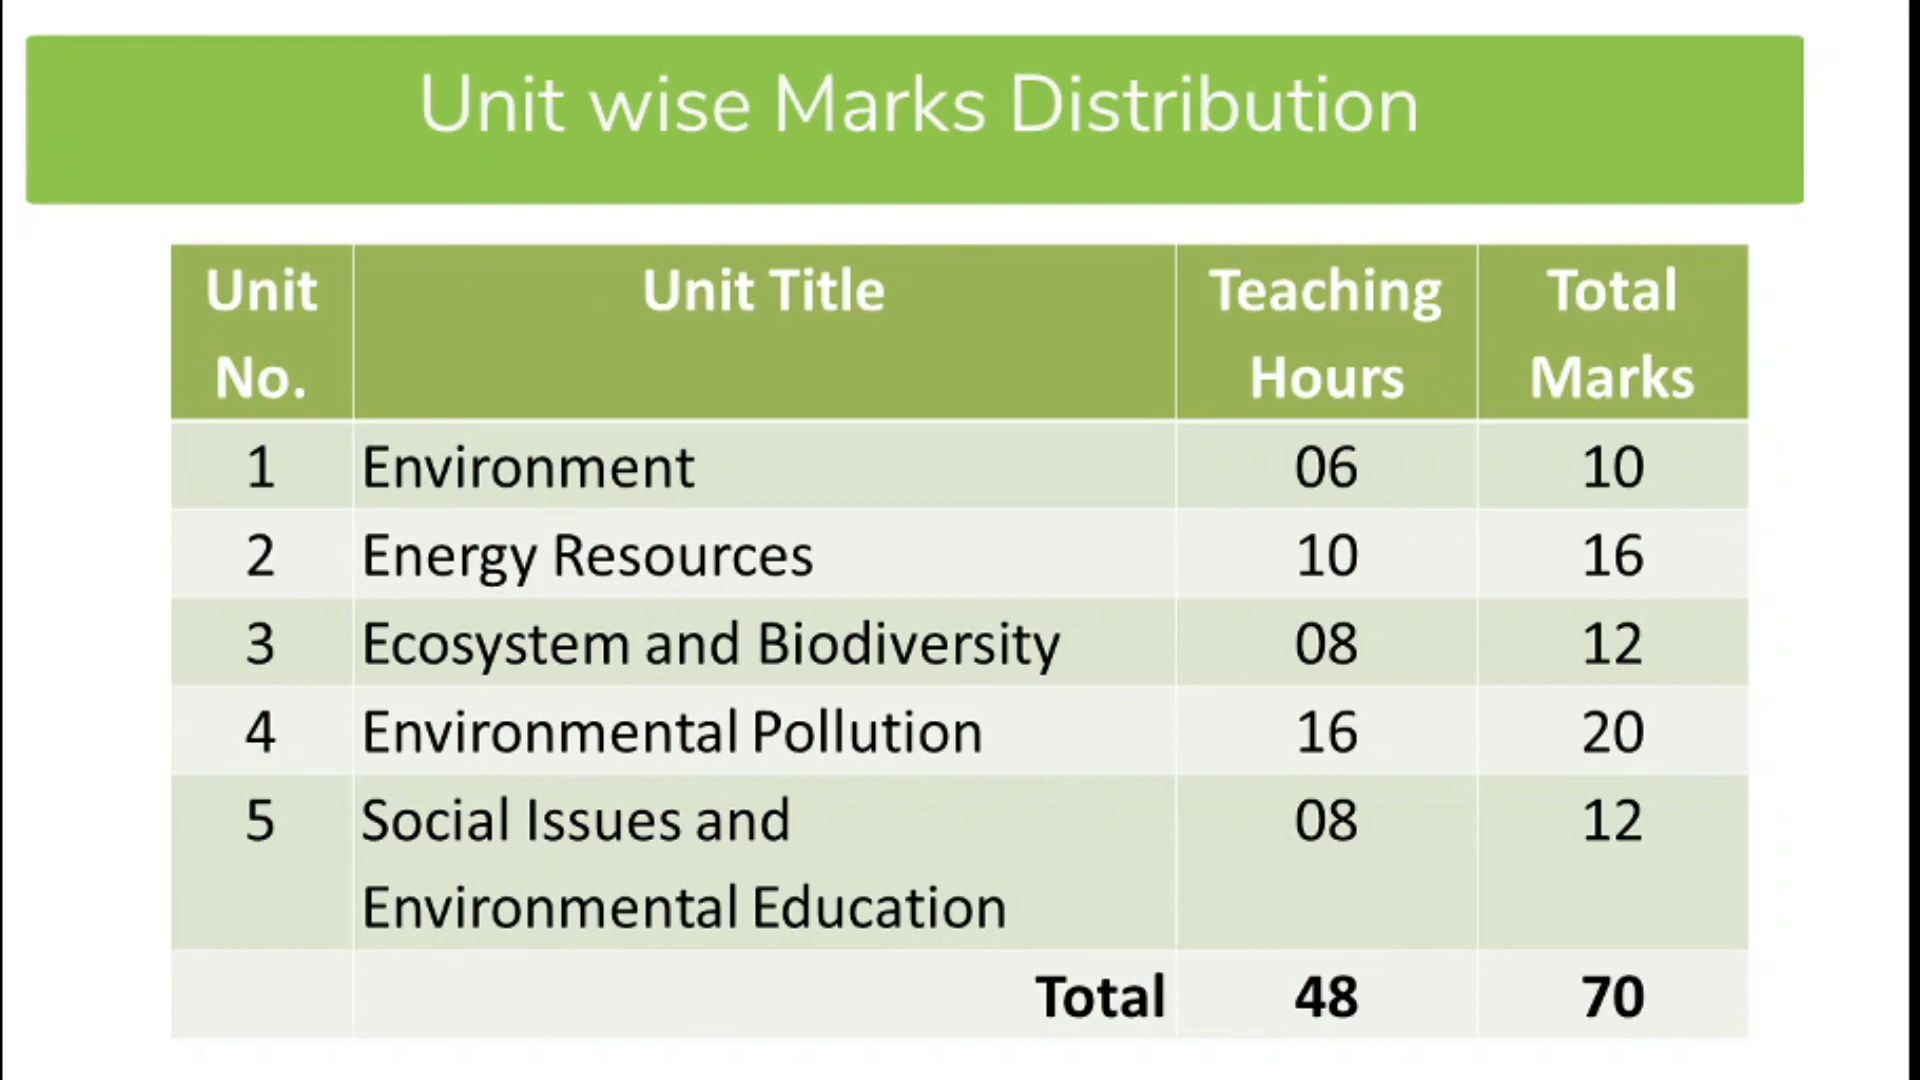 Unit wise Marks Distribution
Unit No. Unit Title Teaching Hours Total Marks
1 Environment 06 10
2 Energy Resources 10 16
3 Ecosystem and Biodiversity 08 12
4 Environmental Pollution 16 20
5 Social Issues and 08 12
Environmental Education
Total 48 70